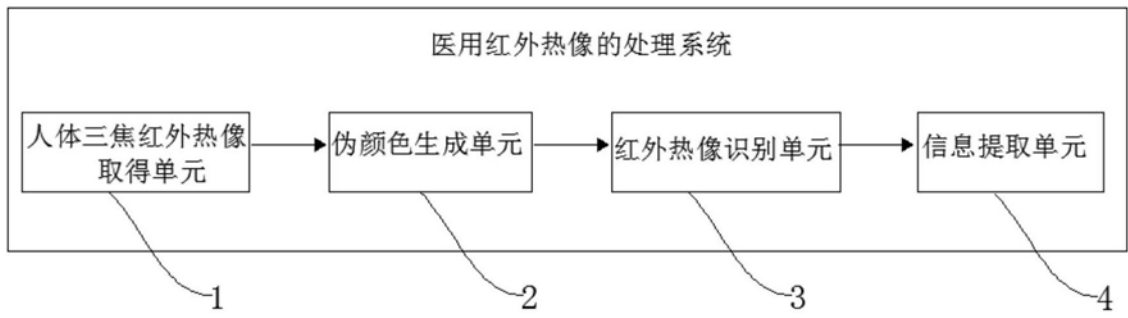 医用红外热像的处理系统
人体三焦红外热像
取得单元
伪颜色生成单元
红外热像识别单元
信息提取单元
1
2
3
4